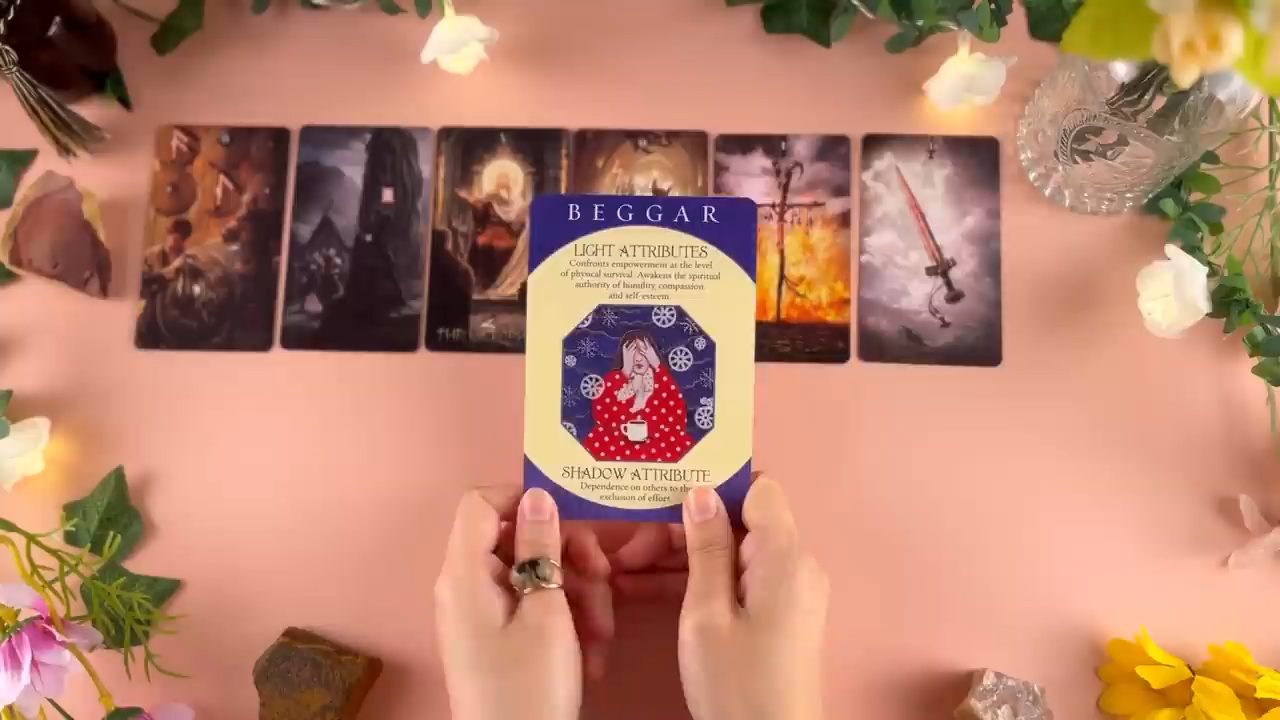 BEGGAR
LIGHT ATTRIBUTES
Confronts empowerment at the level
of physical survival. Awakens the spiritual
authority of humility, compassion,
and self-esteem.
SHADOW ATTRIBUTE
Dependence on others to the
exclusion of effort.